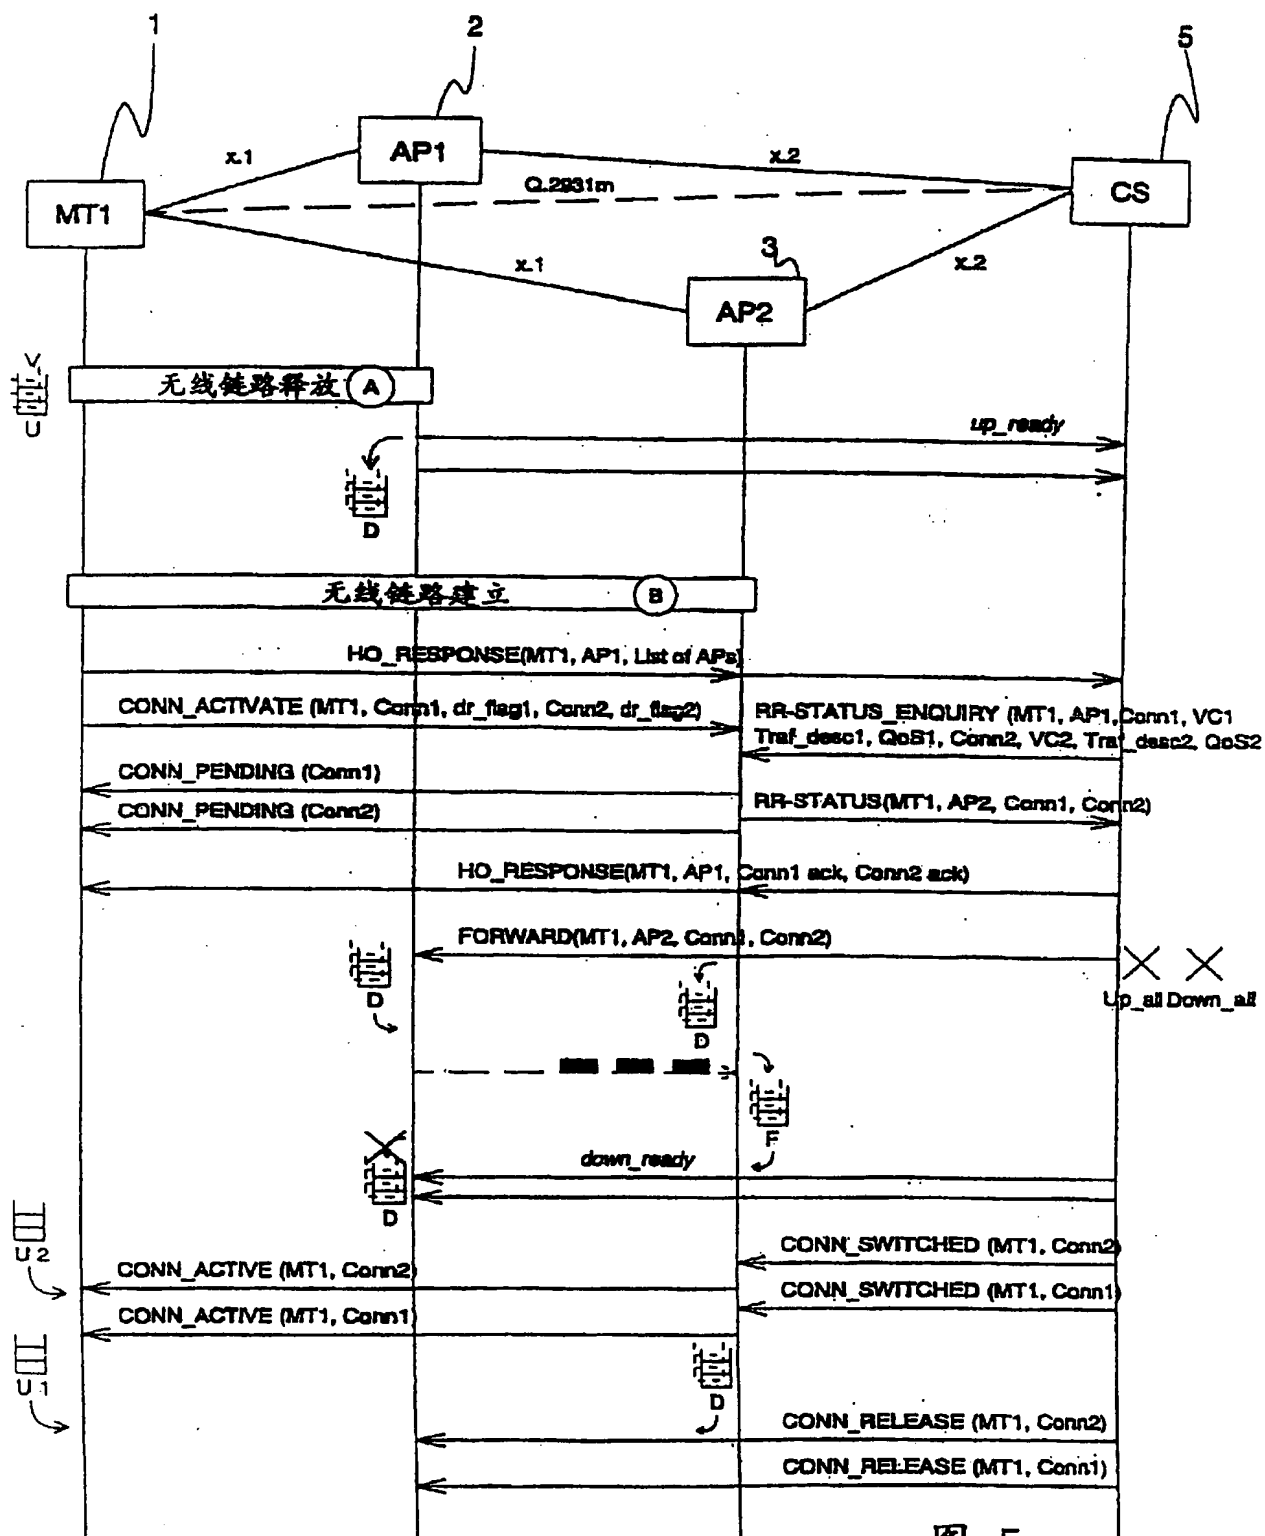 1
2
5
AP1
x.1
x.2
Q.2931m
MT1
CS
x.1
3
x.2
AP2
无线链路释放 A
U
up_ready
D
无线链路建立 B
HO_RESPONSE(MT1, AP1, List of APs)
CONN_ACTIVATE (MT1, Conn1, dr_flag1, Conn2, dr_flag2)
RR-STATUS_ENQUIRY (MT1, AP1,Conn1, VC1
Traf_desc1, QoS1, Conn2, VC2, Traf_desc2, QoS2
CONN_PENDING (Conn1)
CONN_PENDING (Conn2)
RR-STATUS(MT1, AP2, Conn1, Conn2)
HO_RESPONSE(MT1, AP1, Conn1 ack, Conn2 ack)
FORWARD(MT1, AP2, Conn1, Conn2)
D
Up_all Down_all
D
F
down_ready
D
U2
CONN_SWITCHED (MT1, Conn2)
CONN_ACTIVE (MT1, Conn2)
CONN_SWITCHED (MT1, Conn1)
CONN_ACTIVE (MT1, Conn1)
U1
D
CONN_RELEASE (MT1, Conn2)
CONN_RELEASE (MT1, Conn1)